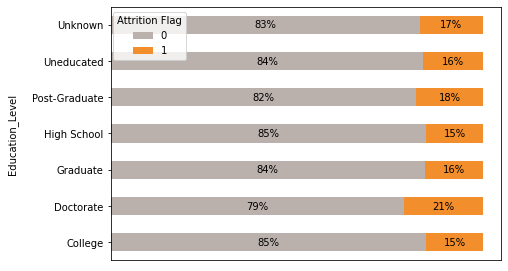 Attrition Flag
0
1
Unknown 83% 17%
Uneducated 84% 16%
Post-Graduate 82% 18%
High School 85% 15%
Graduate 84% 16%
Doctorate 79% 21%
College 85% 15%
Education_Level